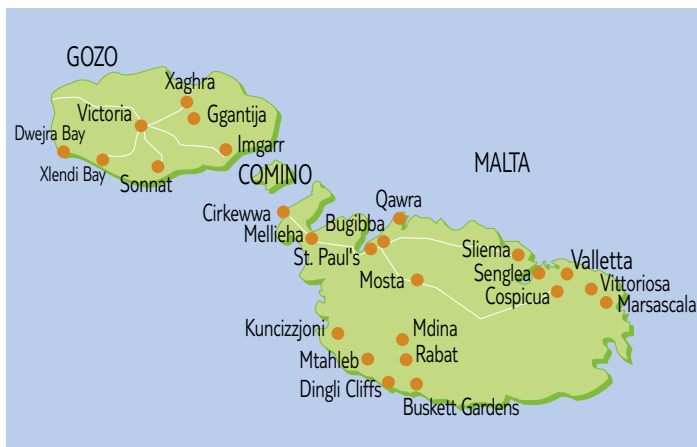 GOZO
Xaghra
Victoria
Ggantija
Dwejra Bay
Imgarr
Xlendi Bay
Sonnat
COMINO
MALTA
Cirkewwa
Qawra
Mellieha
Bugibba
St. Paul's
Sliema
Valletta
Mosta
Senglea
Vittoriosa
Cospicua
Marsascala
Kuncizzjoni
Mdina
Mtahleb
Rabat
Dingli Cliffs
Buskett Gardens